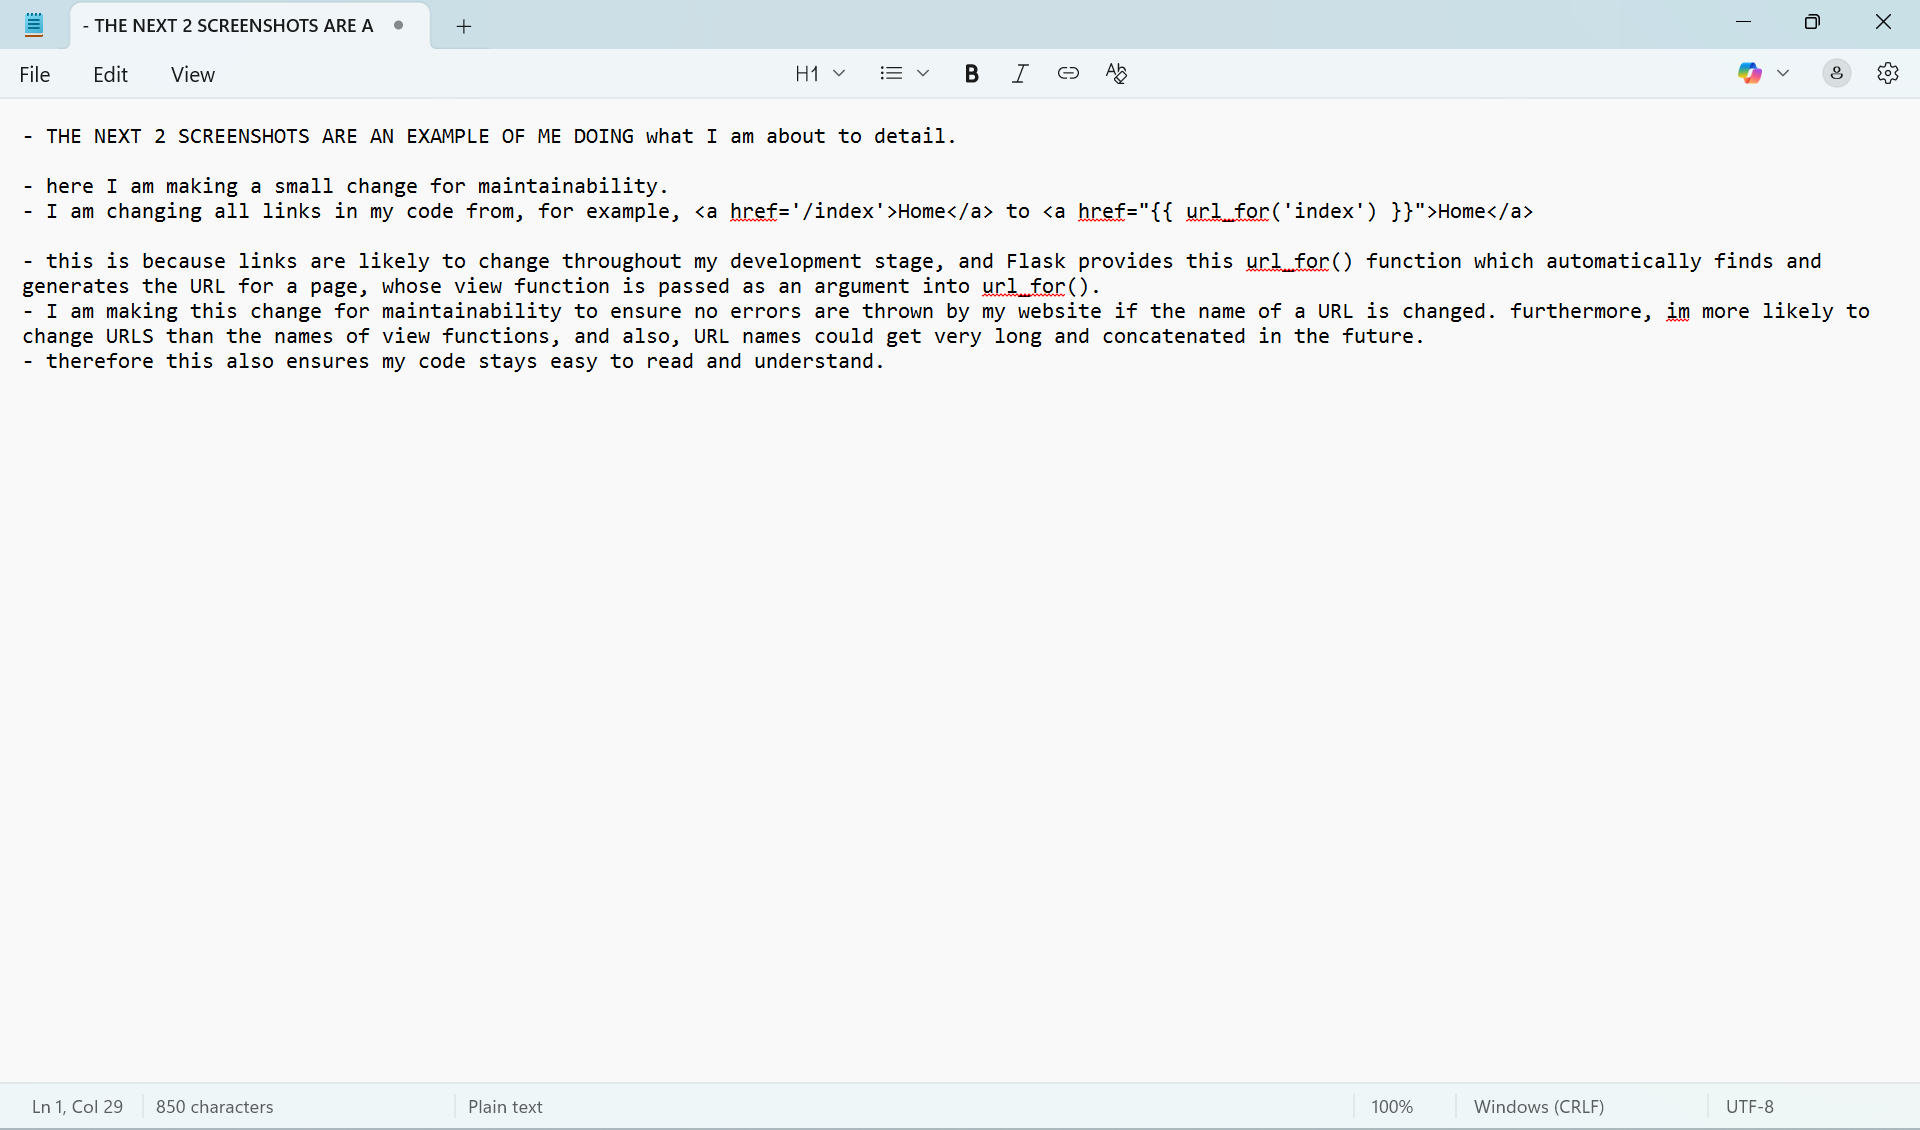 - THE NEXT 2 SCREENSHOTS ARE A
File Edit View H1 B I
- THE NEXT 2 SCREENSHOTS ARE AN EXAMPLE OF ME DOING what I am about to detail.
- here I am making a small change for maintainability.
- I am changing all links in my code from, for example, <a href='/index'>Home</a> to <a href="{{ url_for('index') }}">Home</a>
- this is because links are likely to change throughout my development stage, and Flask provides this url_for() function which automatically finds and
generates the URL for a page, whose view function is passed as an argument into url_for().
- I am making this change for maintainability to ensure no errors are thrown by my website if the name of a URL is changed. furthermore, im more likely to
change URLS than the names of view functions, and also, URL names could get very long and concatenated in the future.
- therefore this also ensures my code stays easy to read and understand.
Ln 1, Col 29 850 characters Plain text 100% Windows (CRLF) UTF-8